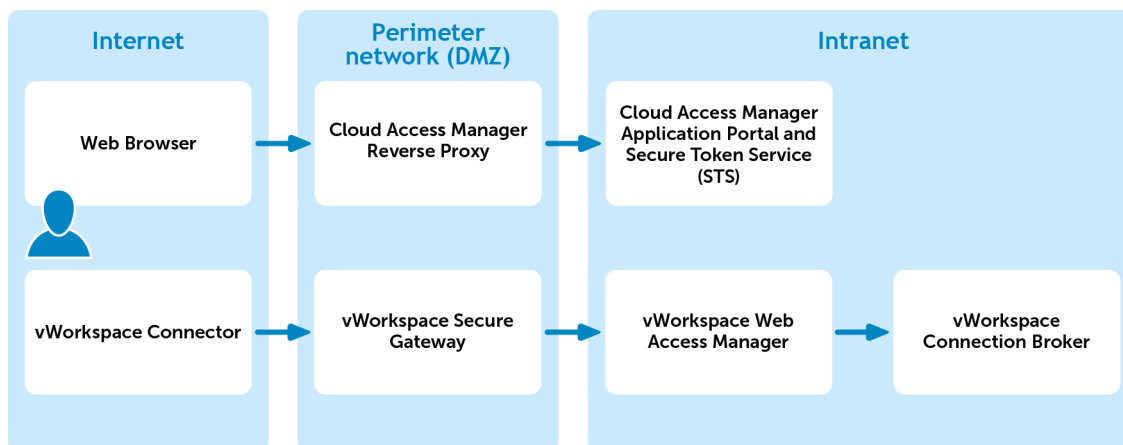 Internet
Perimeter
network (DMZ)
Intranet
Web Browser
Cloud Access Manager
Reverse Proxy
Cloud Access Manager
Application Portal and
Secure Token Service
(STS)
vWorkspace Connector
vWorkspace Secure
Gateway
vWorkspace Web
Access Manager
vWorkspace
Connection Broker